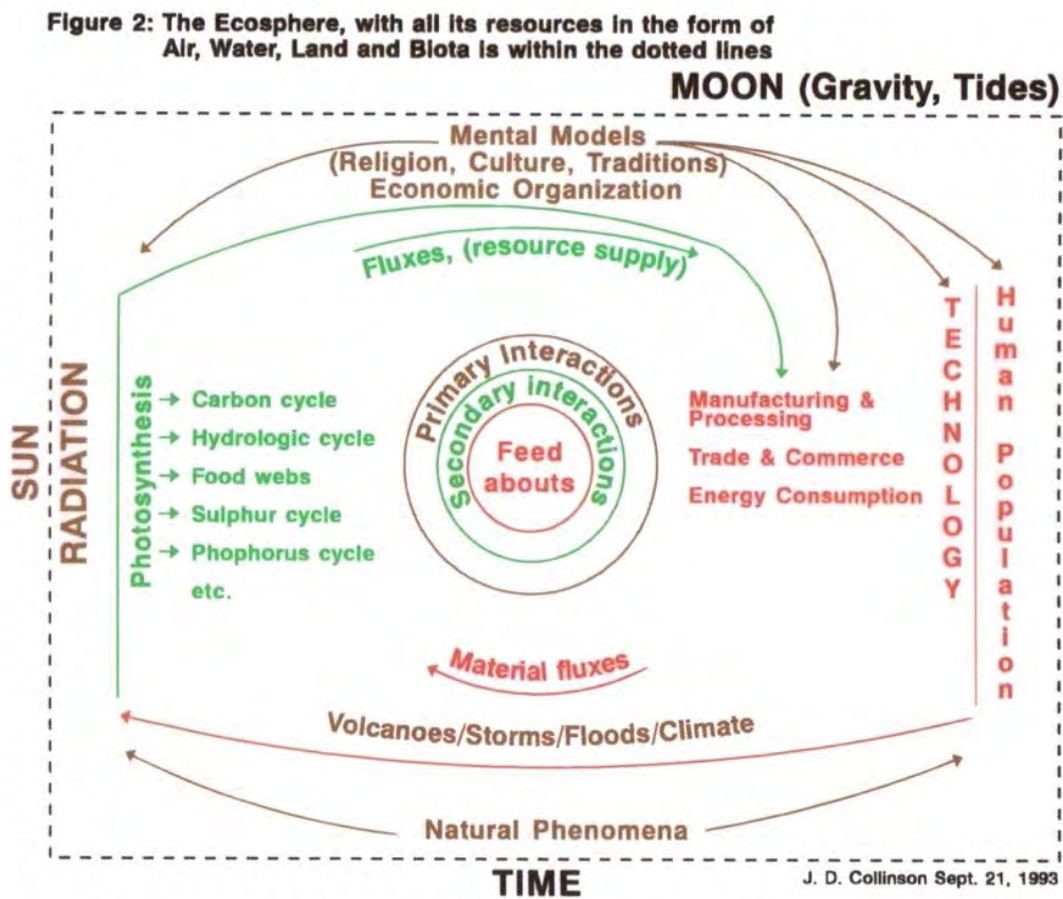 Figure 2: The Ecosphere, with all its resources in the form of
Air, Water, Land and Biota is within the dotted lines
MOON (Gravity, Tides)
Mental Models
(Religion, Culture, Traditions)
Economic Organization
Fluxes, (resource supply)
SUN
RADIATION
Photosynthesis
→ Carbon cycle
→ Hydrologic cycle
→ Food webs
→ Sulphur cycle
→ Phophorus cycle
etc.
Primary Interactions
Secondary interactions
Feed
abouts
Manufacturing &
Processing
Trade & Commerce
Energy Consumption
TECHNOLOGY
Human Population
Material fluxes
Volcanoes/Storms/Floods/Climate
Natural Phenomena
TIME
J. D. Collinson Sept. 21, 1993